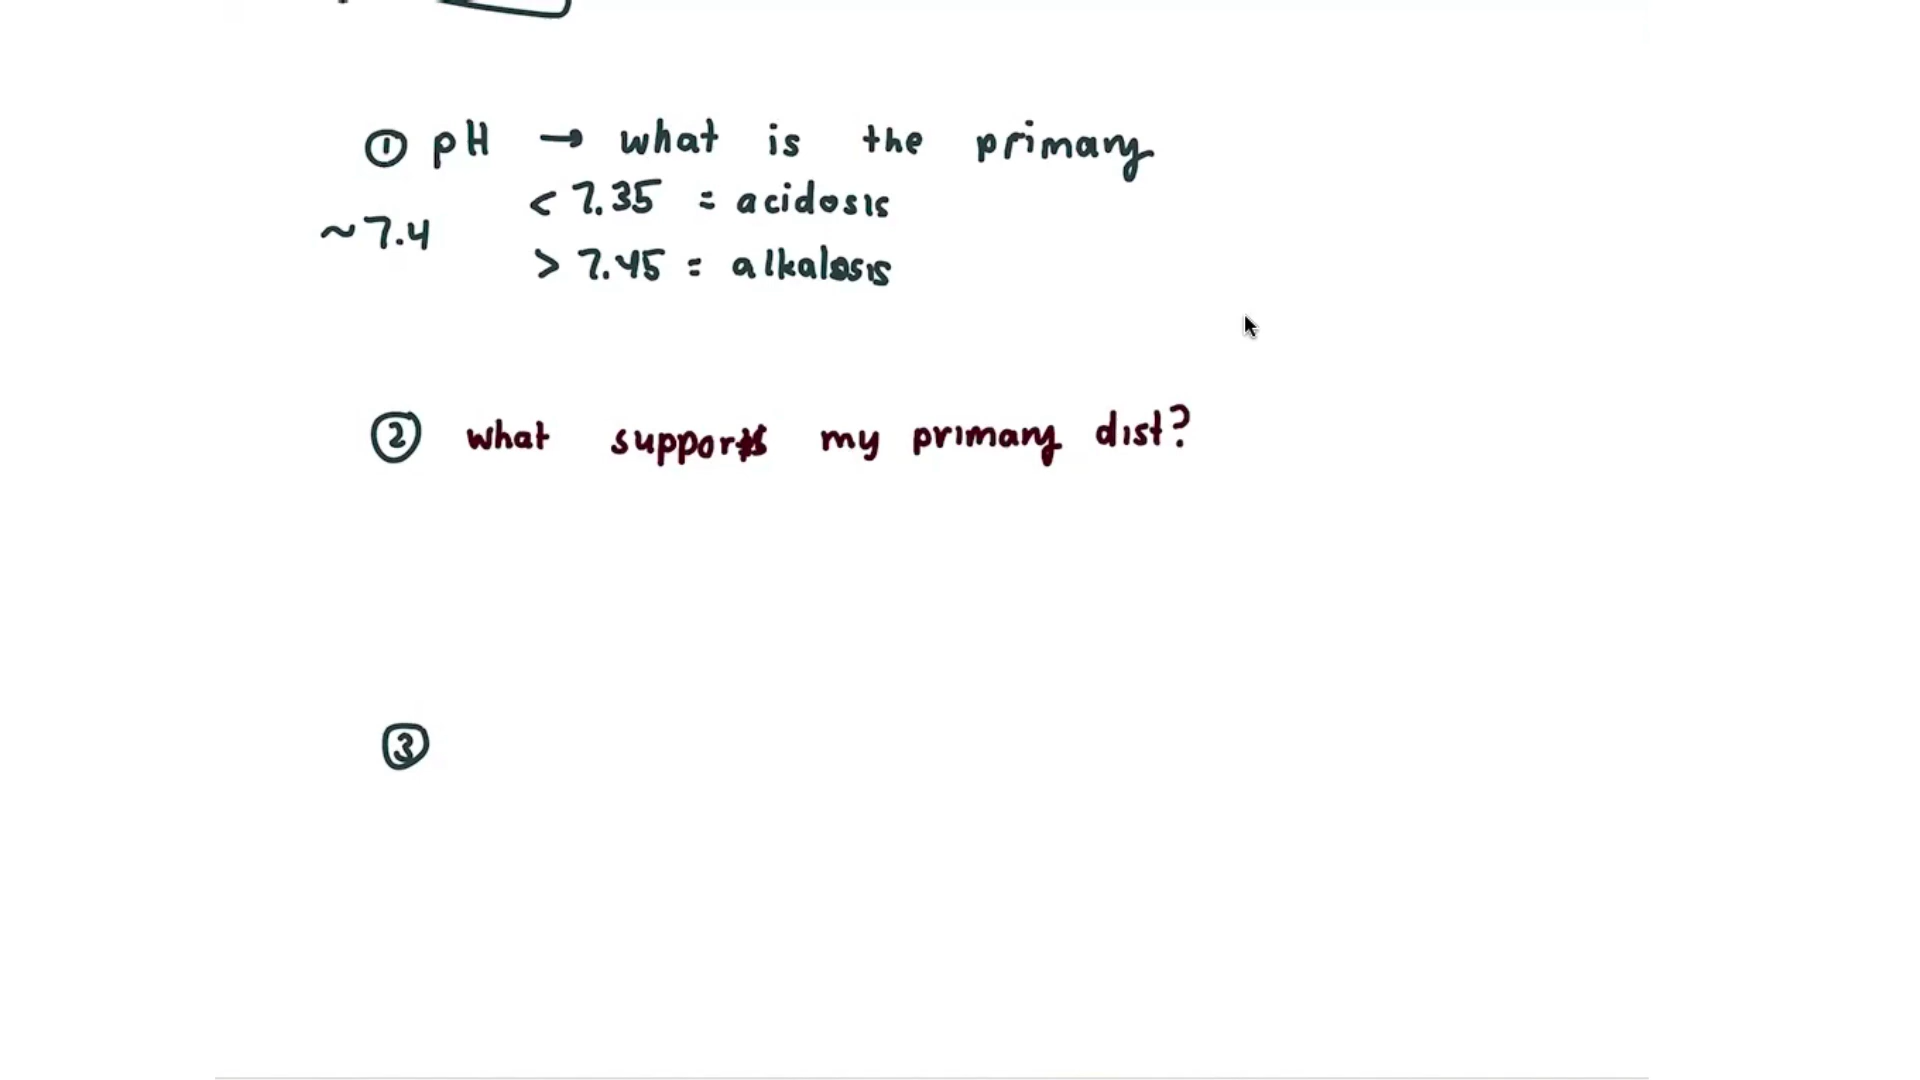 ① pH → what is the primary
< 7.35 = acidosis
~7.4
> 7.45 = alkalosis
② what supports my primary dist?
③